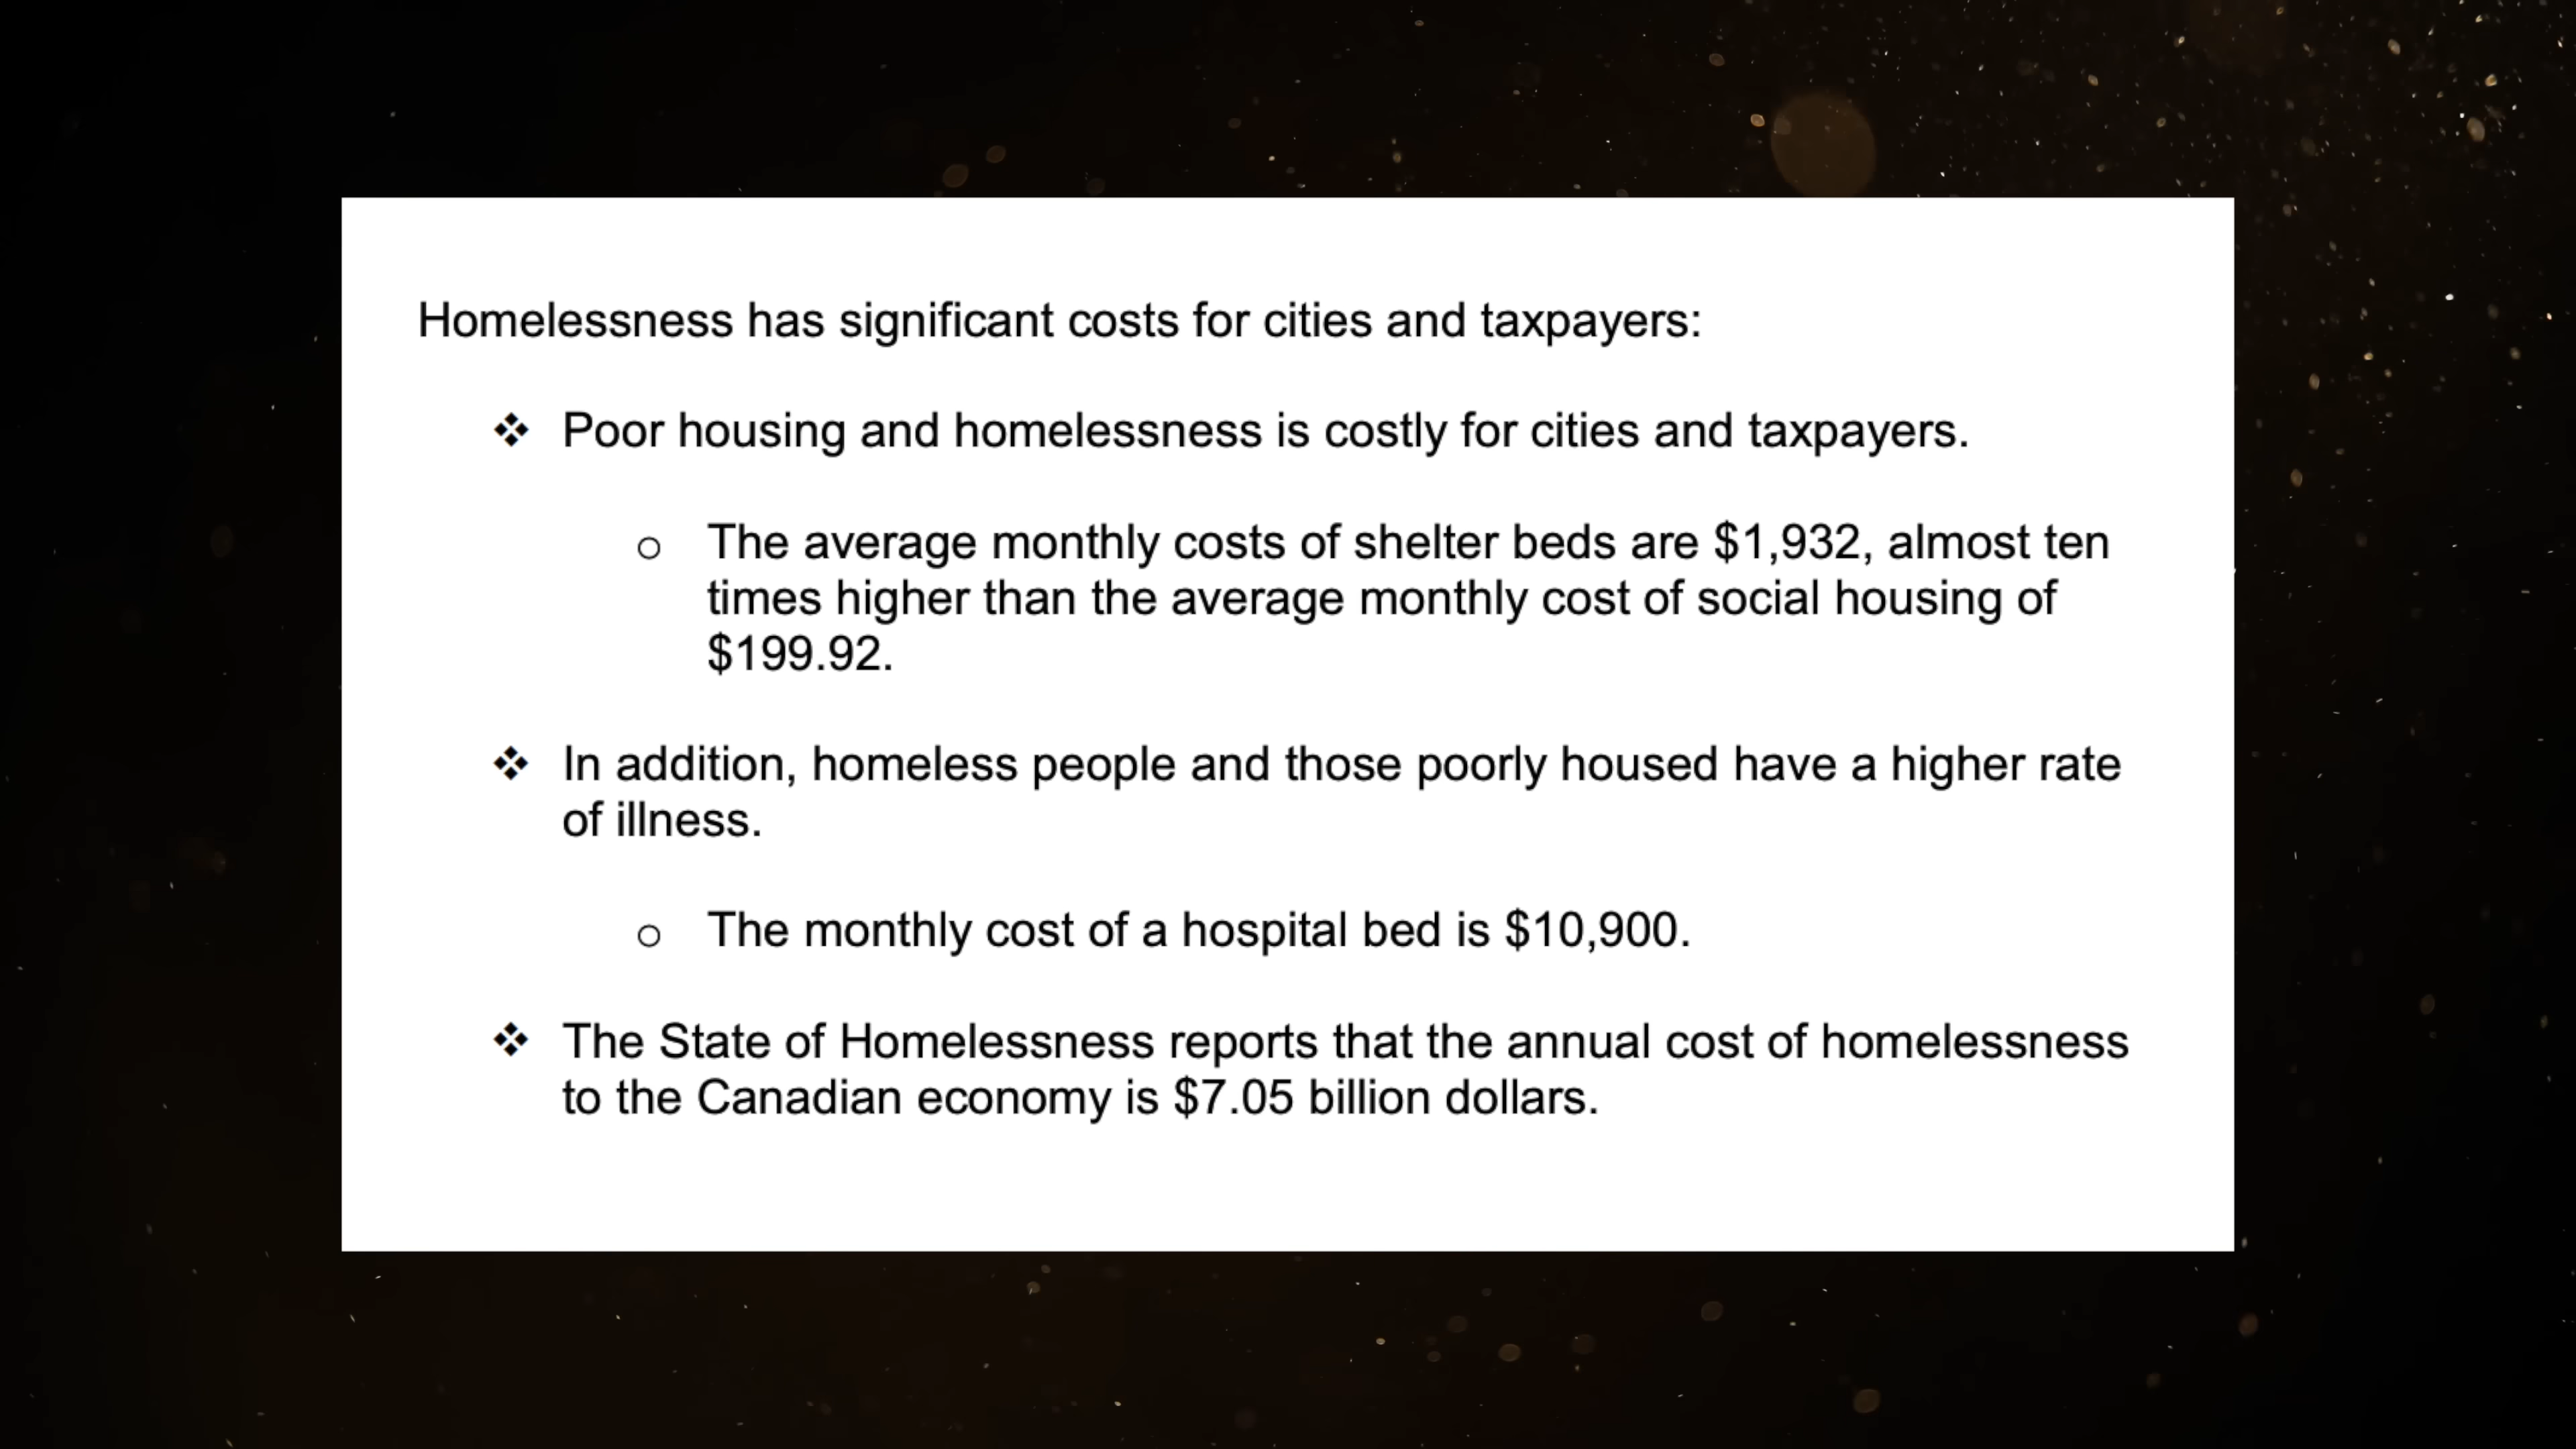 Homelessness has significant costs for cities and taxpayers:
❖ Poor housing and homelessness is costly for cities and taxpayers.
o The average monthly costs of shelter beds are $1,932, almost ten
times higher than the average monthly cost of social housing of
$199.92.
❖ In addition, homeless people and those poorly housed have a higher rate
of illness.
o The monthly cost of a hospital bed is $10,900.
❖ The State of Homelessness reports that the annual cost of homelessness
to the Canadian economy is $7.05 billion dollars.